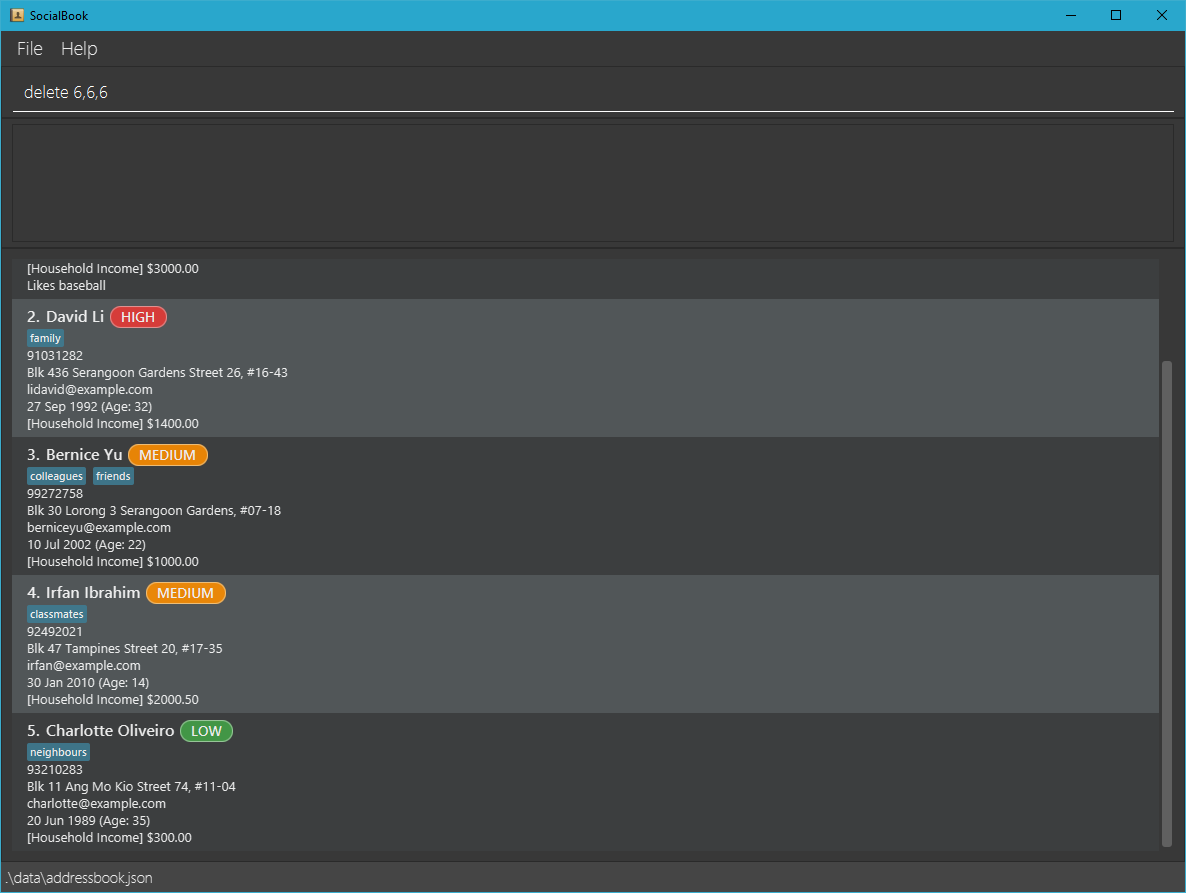 SocialBook
File Help
delete 6,6,6
[Household Income] $3000.00
Likes baseball
2. David Li HIGH
family
91031282
Blk 436 Serangoon Gardens Street 26, #16-43
lidavid@example.com
27 Sep 1992 (Age: 32)
[Household Income] $1400.00
3. Bernice Yu MEDIUM
colleagues friends
99272758
Blk 30 Lorong 3 Serangoon Gardens, #07-18
berniceyu@example.com
10 Jul 2002 (Age: 22)
[Household Income] $1000.00
4. Irfan Ibrahim MEDIUM
classmates
92492021
Blk 47 Tampines Street 20, #17-35
irfan@example.com
30 Jan 2010 (Age: 14)
[Household Income] $2000.50
5. Charlotte Oliveiro LOW
neighbours
93210283
Blk 11 Ang Mo Kio Street 74, #11-04
charlotte@example.com
20 Jun 1989 (Age: 35)
[Household Income] $300.00
.\data\addressbook.json